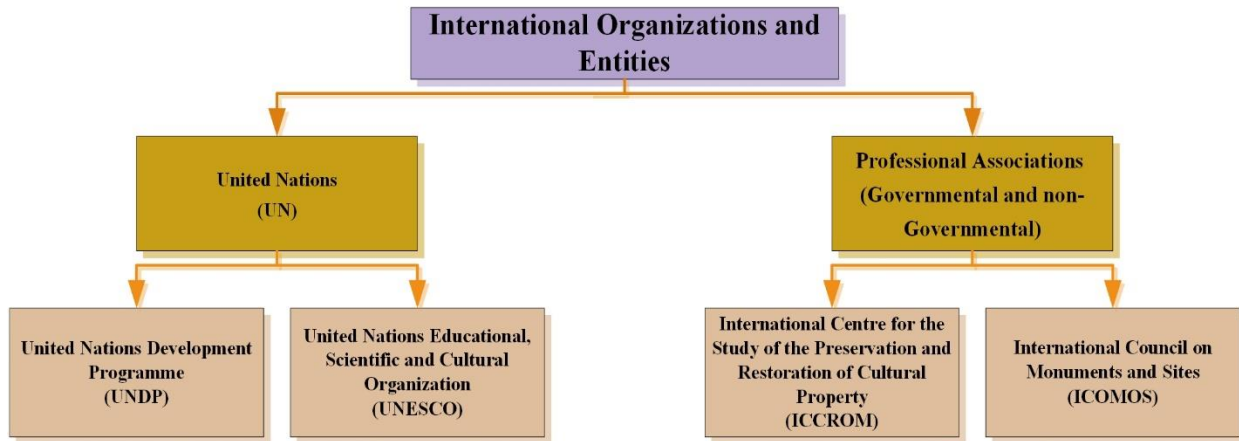 International Organizations and
Entities
United Nations
(UN)
Professional Associations
(Governmental and non-
Governmental)
United Nations Development
Programme
(UNDP)
United Nations Educational,
Scientific and Cultural
Organization
(UNESCO)
International Centre for the
Study of the Preservation and
Restoration of Cultural
Property
(ICCROM)
International Council on
Monuments and Sites
(ICOMOS)